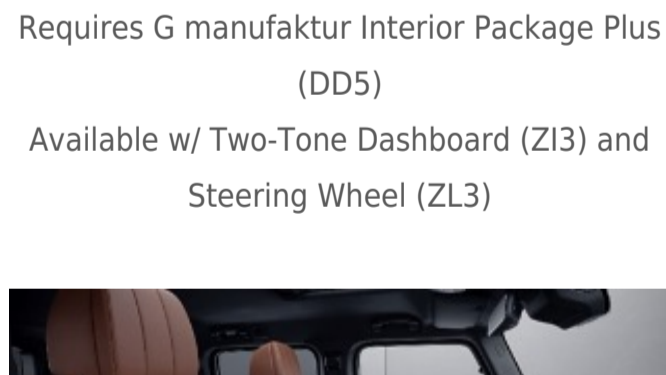 Requires G manufaktur Interior Package Plus
(DD5)
Available w/ Two-Tone Dashboard (ZI3) and
Steering Wheel (ZL3)